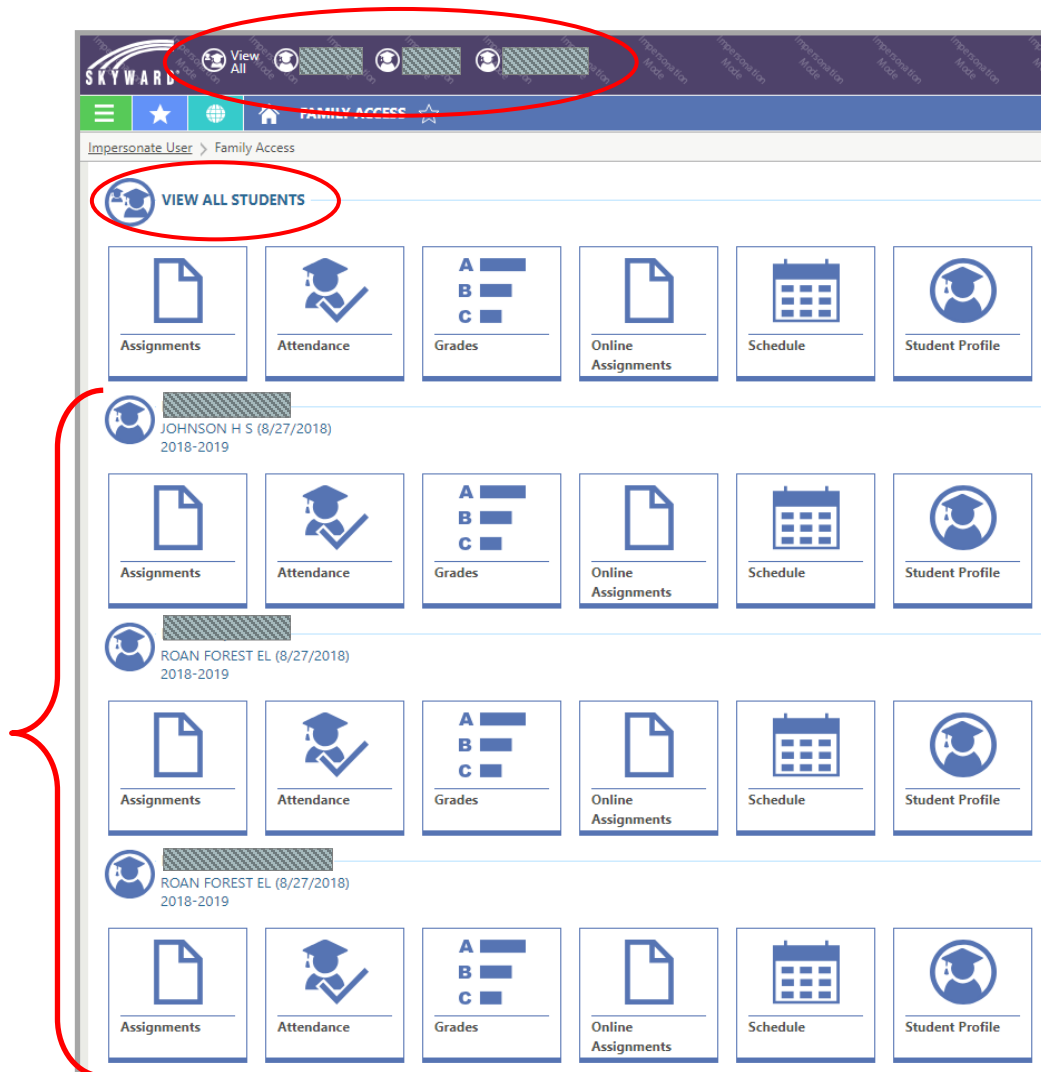 SKYWARD
View
All
Impersonation Mode
FAMILY ACCESS
Impersonate User > Family Access
VIEW ALL STUDENTS
A
B
C
Assignments Attendance Grades Online Schedule Student Profile
Assignments
JOHNSON H S (8/27/2018)
2018-2019
A
B
C
Assignments Attendance Grades Online Schedule Student Profile
Assignments
ROAN FOREST EL (8/27/2018)
2018-2019
A
B
C
Assignments Attendance Grades Online Schedule Student Profile
Assignments
ROAN FOREST EL (8/27/2018)
2018-2019
A
B
C
Assignments Attendance Grades Online Schedule Student Profile
Assignments